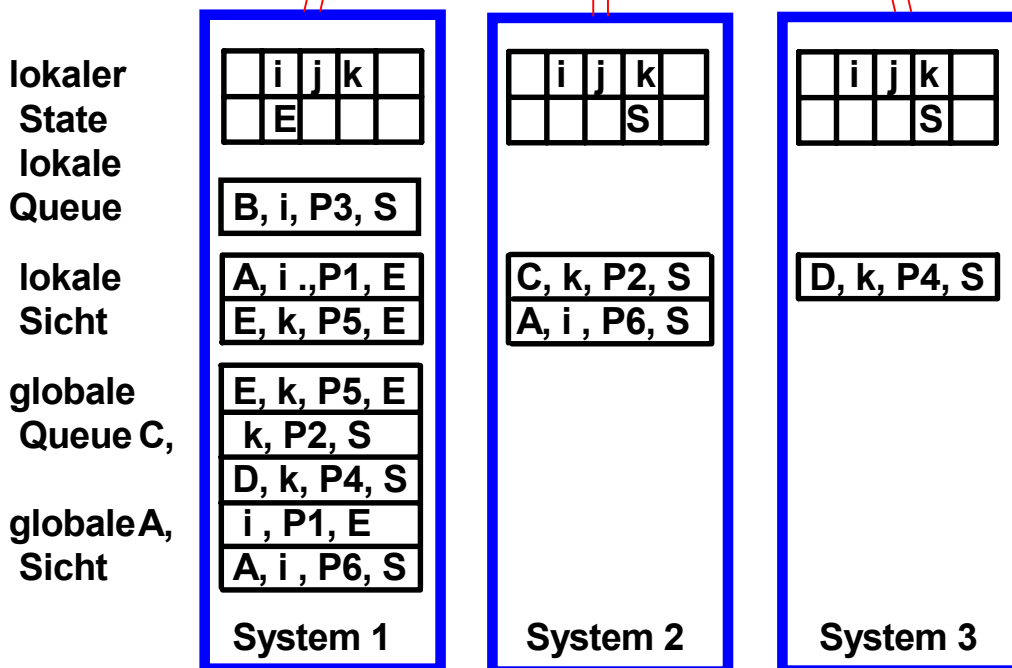 lokaler i j k i j k i j k
State E S S
lokale
Queue B, i, P3, S
lokale A, i .,P1, E C, k, P2, S D, k, P4, S
Sicht E, k, P5, E A, i , P6, S
globale E, k, P5, E
Queue C, k, P2, S
D, k, P4, S
globale A, i , P1, E
Sicht A, i , P6, S
System 1 System 2 System 3